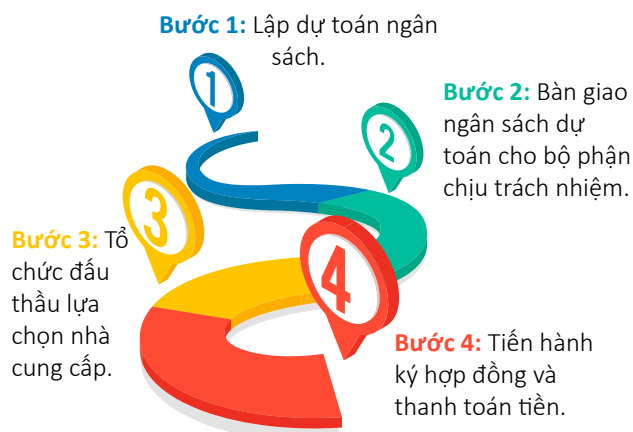 Bước 1: Lập dự toán ngân
sách.
1
Bước 2: Bàn giao
ngân sách dự
toán cho bộ phận
chịu trách nhiệm.
2
Bước 3: Tổ
chức đấu
thầu lựa
chọn nhà
cung cấp.
3
4
Bước 4: Tiến hành
ký hợp đồng và
thanh toán tiền.